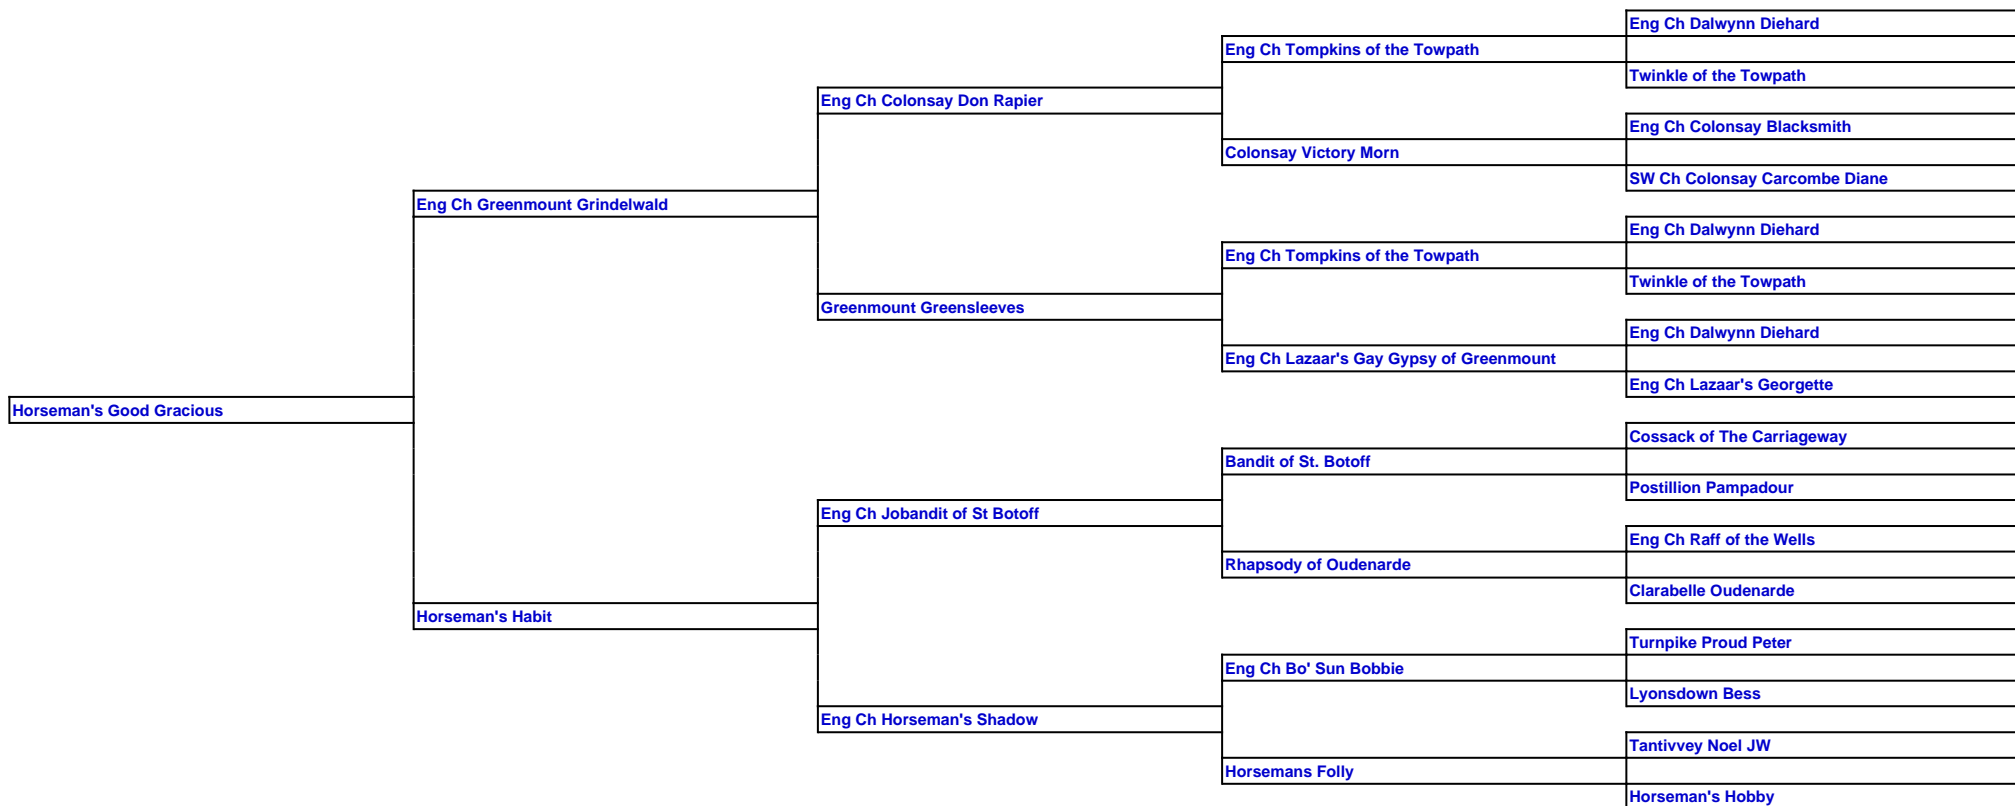 Eng Ch Dalwynn Diehard
Eng Ch Tompkins of the Towpath
Twinkle of the Towpath
Eng Ch Colonsay Don Rapier
Eng Ch Colonsay Blacksmith
Colonsay Victory Morn
SW Ch Colonsay Carcombe Diane
Eng Ch Greenmount Grindelwald
Eng Ch Dalwynn Diehard
Eng Ch Tompkins of the Towpath
Twinkle of the Towpath
Greenmount Greensleeves
Eng Ch Dalwynn Diehard
Eng Ch Lazaar's Gay Gypsy of Greenmount
Eng Ch Lazaar's Georgette
Horseman's Good Gracious
Cossack of The Carriageway
Bandit of St. Botoff
Postillion Pampadour
Eng Ch Jobandit of St Botoff
Eng Ch Raff of the Wells
Rhapsody of Oudenarde
Clarabelle Oudenarde
Horseman's Habit
Turnpike Proud Peter
Eng Ch Bo' Sun Bobbie
Lyonsdown Bess
Eng Ch Horseman's Shadow
Tantivvey Noel JW
Horsemans Folly
Horseman's Hobby